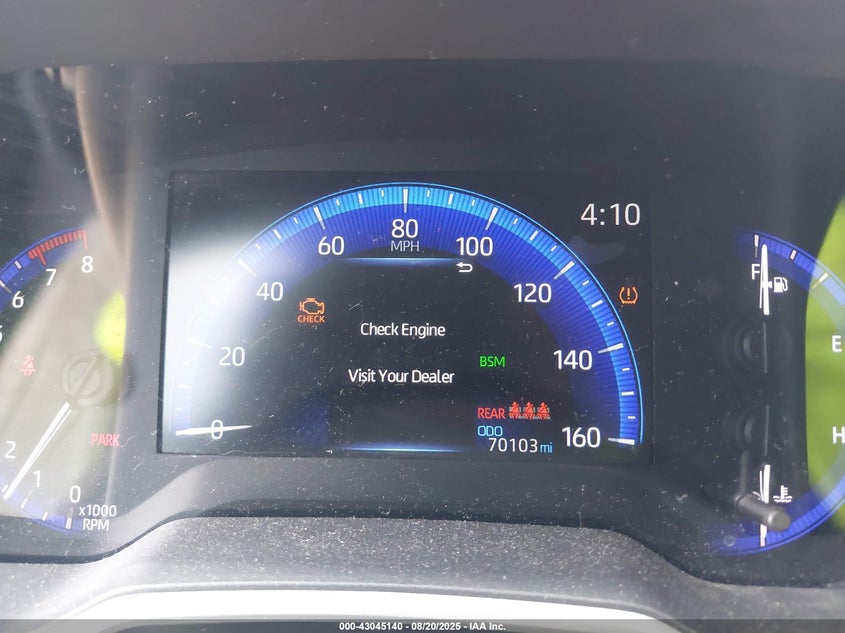 4:10
80
MPH
60
100
40
120
20
140
0
160
CHECK
Check Engine
Visit Your Dealer
BSM
REAR
ODO
70103 mi
8
7
6
5
2
1
0
x1000
RPM
PARK
F
E
H
000-43045140 - 08/20/2025 - IAA Inc.